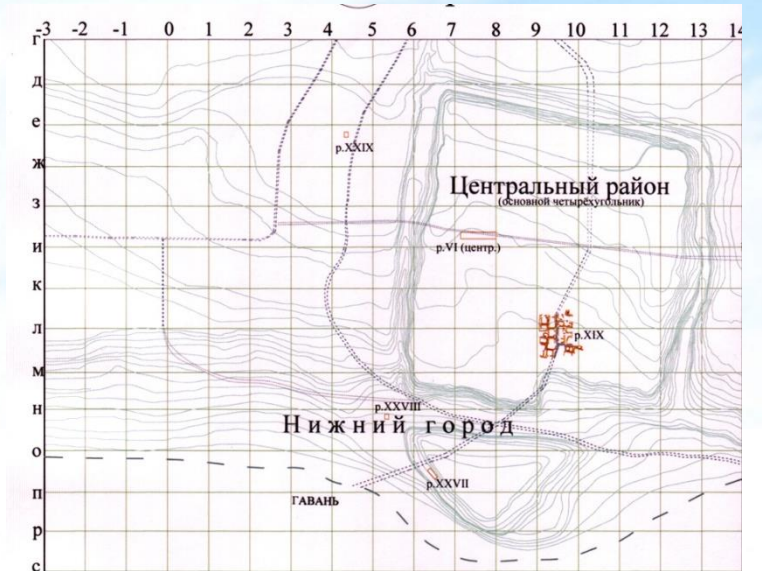 -3 -2 -1 0 1 2 3 4 5 6 7 8 9 10 11 12 13 14
г
д
е
р.XXIX
ж
Центральный район
(основной четырёхугольник)
з
и
р.VI (центр.)
к
л
р.XIX
м
н
р.XXVIII
Нижний город
о
р.XXVII
п
ГАВАНЬ
р
с